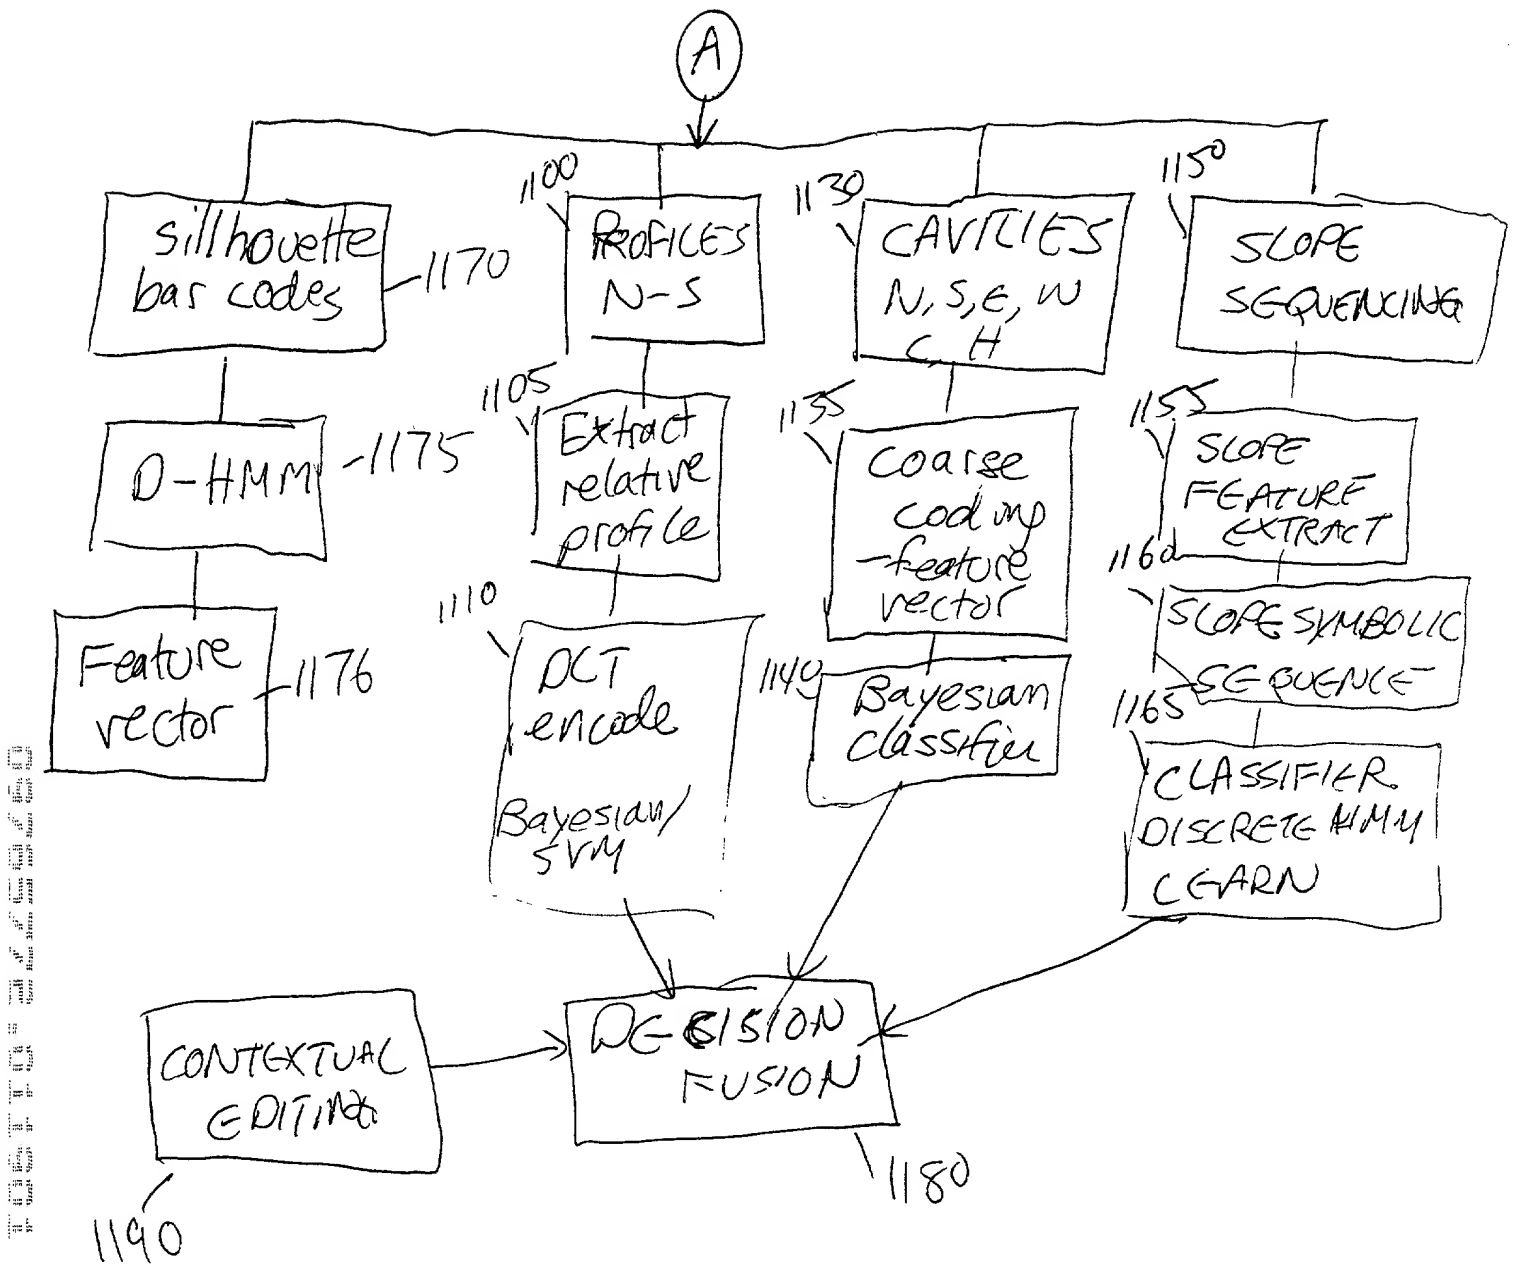 A
sillhouette
bar codes
1170
D-HMM
1175
Feature
vector
1176
1100
PROFILES
N-S
1105
Extract
relative
profile
1110
DCT
encode
Bayesian/
SVM
1130
CAVITIES
N, S, E, W
C, H
1135
Coarse
coding
-feature
vector
1140
Bayesian
classifier
1150
SLOPE
SEQUENCING
1155
SLOPE
FEATURE
EXTRACT
1160
SLOPE SYMBOLIC
SEQUENCE
1165
CLASSIFIER
DISCRETE HMM
LEARN
CONTEXTUAL
EDITING
1190
DECISION
FUSION
1180